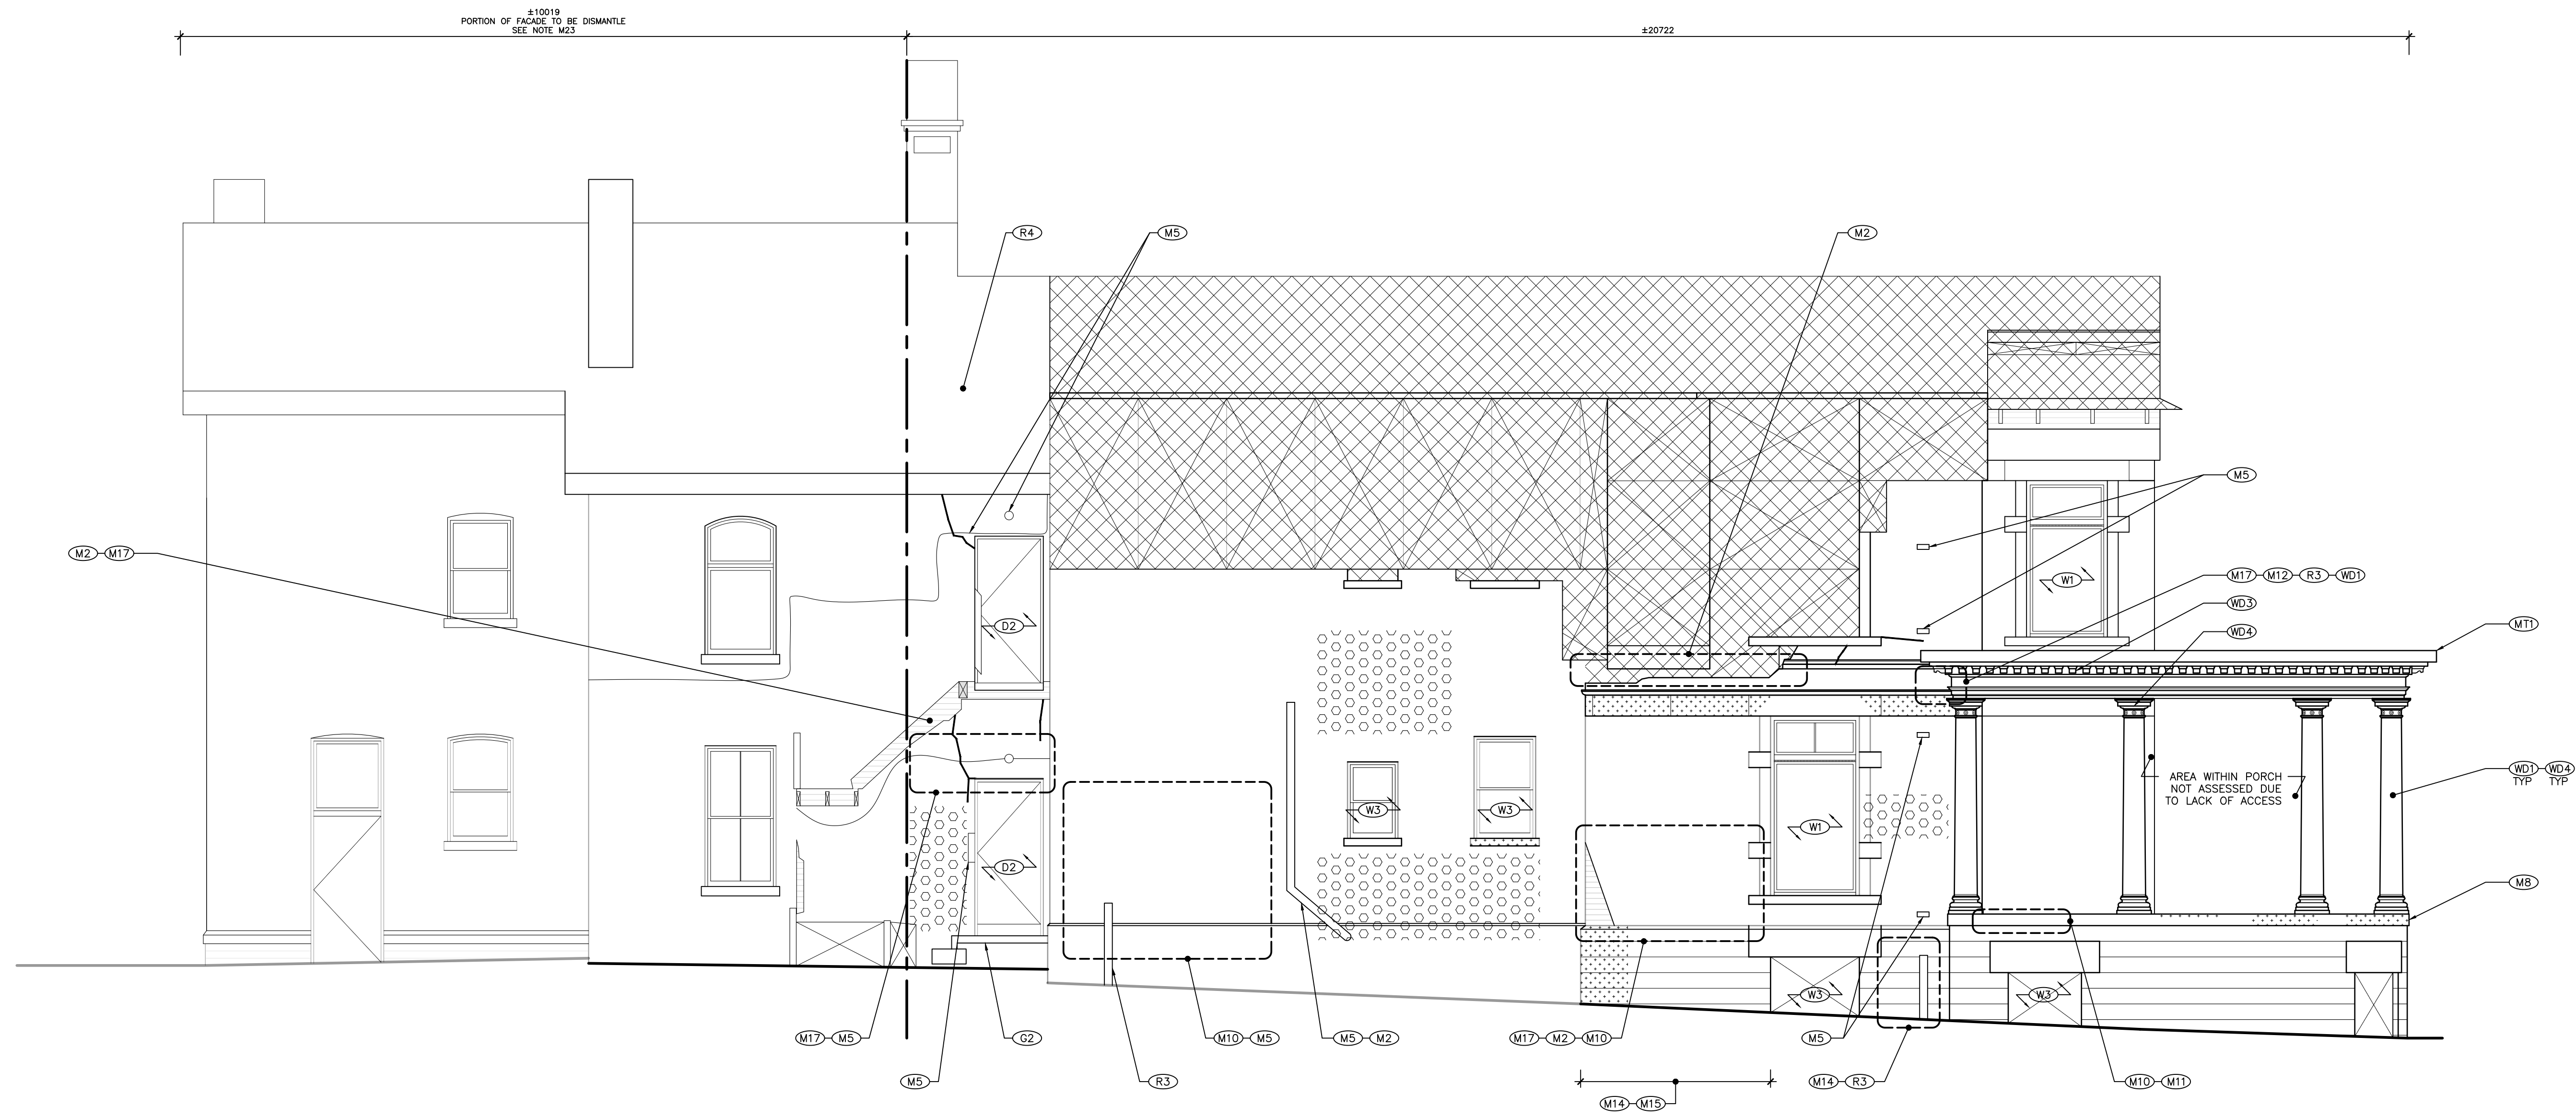 ±10019
PORTION OF FACADE TO BE DISMANTLE
SEE NOTE M23
±20722
R4
M5
M2
M5
M2 M17
W1
M17 M12 R3 WD1
WD3
WD4
MT1
D2
AREA WITHIN PORCH
NOT ASSESSED DUE
TO LACK OF ACCESS
WD1 WD4
TYP TYP
W3
W3
W1
D2
M8
W3
W3
M17 M5
G2
M10 M5
M5 M2
M17 M2 M10
M5
M5
R3
M14 R3
M10 M11
M14 M15